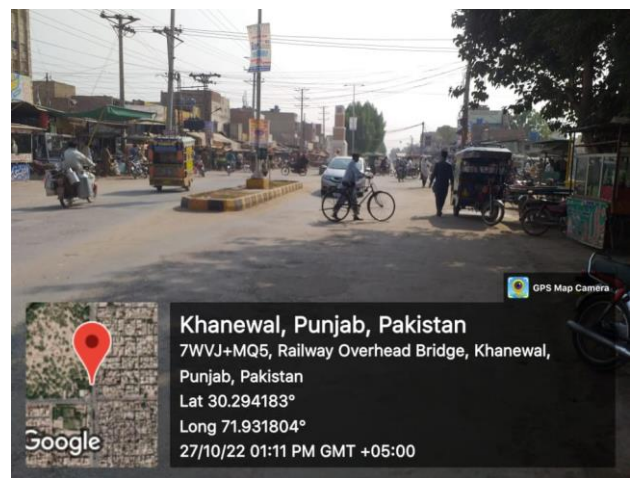 GPS Map Camera
Khanewal, Punjab, Pakistan
7WVJ+MQ5, Railway Overhead Bridge, Khanewal,
Punjab, Pakistan
Lat 30.294183°
Long 71.931804°
27/10/22 01:11 PM GMT +05:00
Google